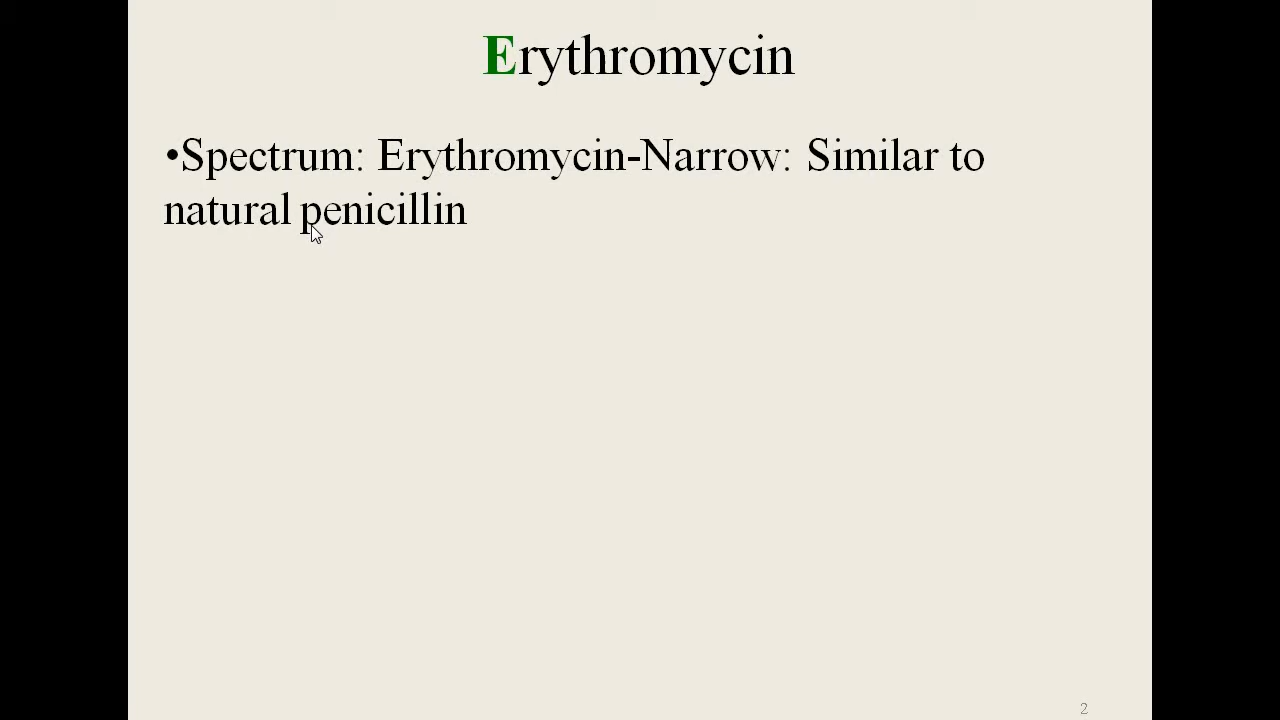 Erythromycin
•Spectrum: Erythromycin-Narrow: Similar to
natural penicillin
2